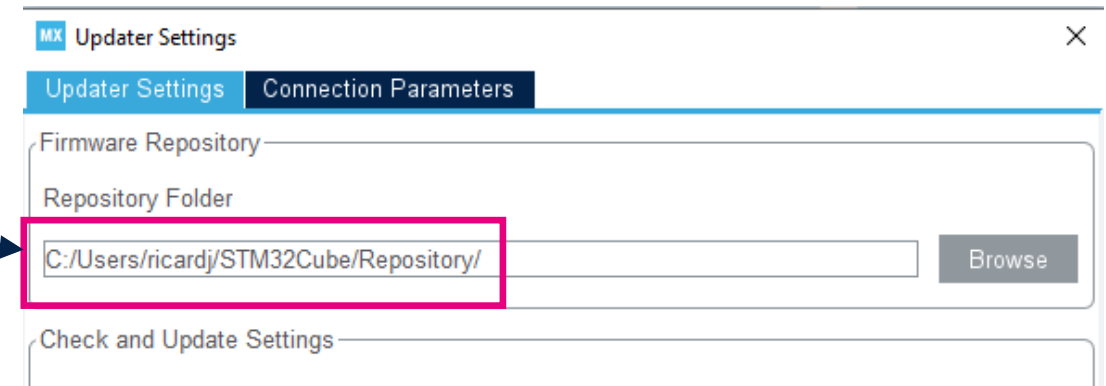 MX Updater Settings
Updater Settings Connection Parameters
Firmware Repository
Repository Folder
C:/Users/ricardj/STM32Cube/Repository/ Browse
Check and Update Settings